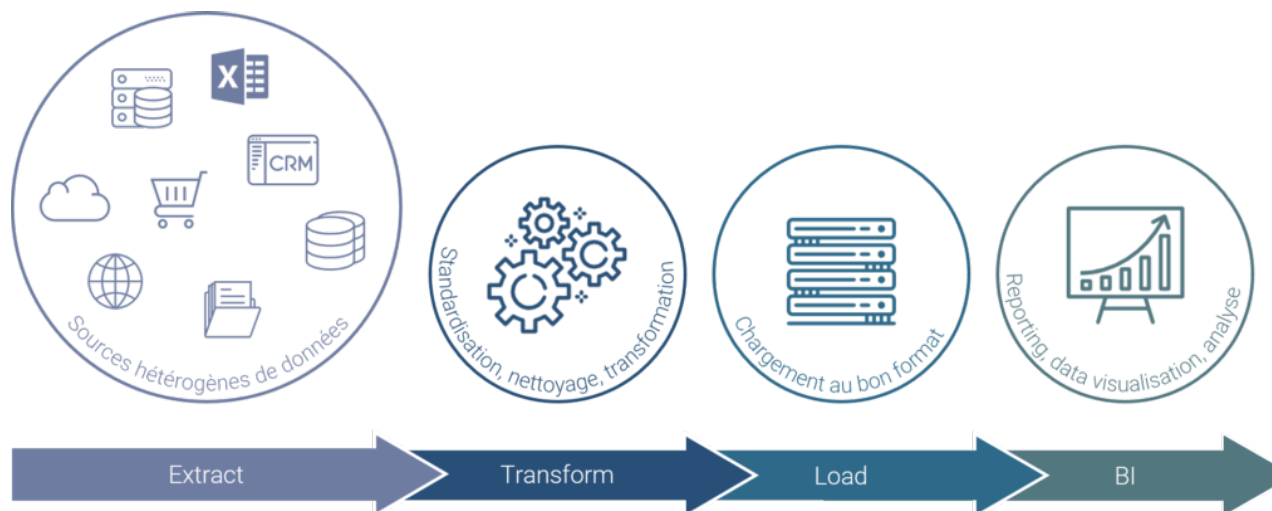 X
CRM
Sources hétérogènes de données
Standardisation, nettoyage, transformation
Chargement au bon format
Reporting, data visualisation, analyse
Extract
Transform
Load
BI